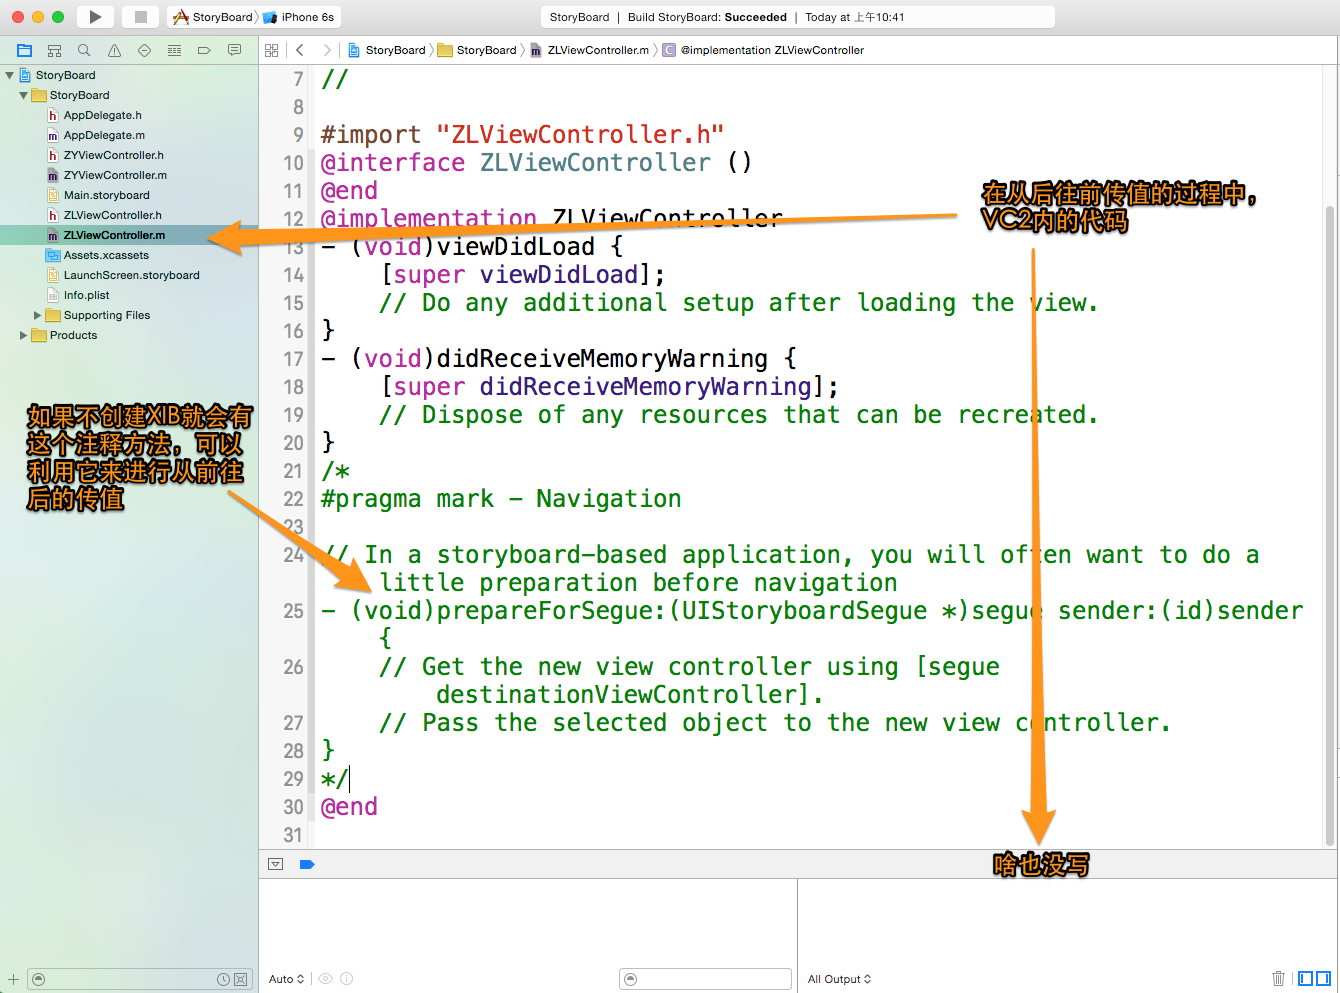 StoryBoard
iPhone 6s
StoryBoard | Build StoryBoard: Succeeded | Today at 上午10:41
StoryBoard
StoryBoard
ZLViewController.m
C @implementation ZLViewController
StoryBoard
StoryBoard
h AppDelegate.h
m AppDelegate.m
h ZYViewController.h
m ZYViewController.m
Main.storyboard
h ZLViewController.h
m ZLViewController.m
Assets.xcassets
LaunchScreen.storyboard
Info.plist
Supporting Files
Products
如果不创建XIB就会有
这个注释方法，可以
利用它来进行从前往
后的传值
7 //
8
9 #import "ZLViewController.h"
10 @interface ZLViewController ()
11 @end
12 @implementation ZLViewController
13 - (void)viewDidLoad {
14 [super viewDidLoad];
15 // Do any additional setup after loading the view.
16 }
17 - (void)didReceiveMemoryWarning {
18 [super didReceiveMemoryWarning];
19 // Dispose of any resources that can be recreated.
20 }
21 /*
22 #pragma mark - Navigation
23
24 // In a storyboard-based application, you will often want to do a
little preparation before navigation
25 - (void)prepareForSegue:(UIStoryboardSegue *)segue sender:(id)sender
{
26 // Get the new view controller using [segue
destinationViewController].
27 // Pass the selected object to the new view controller.
28 }
29 */
30 @end
31
在从后往前传值的过程中，
VC2内的代码
啥也没写
Auto
All Output